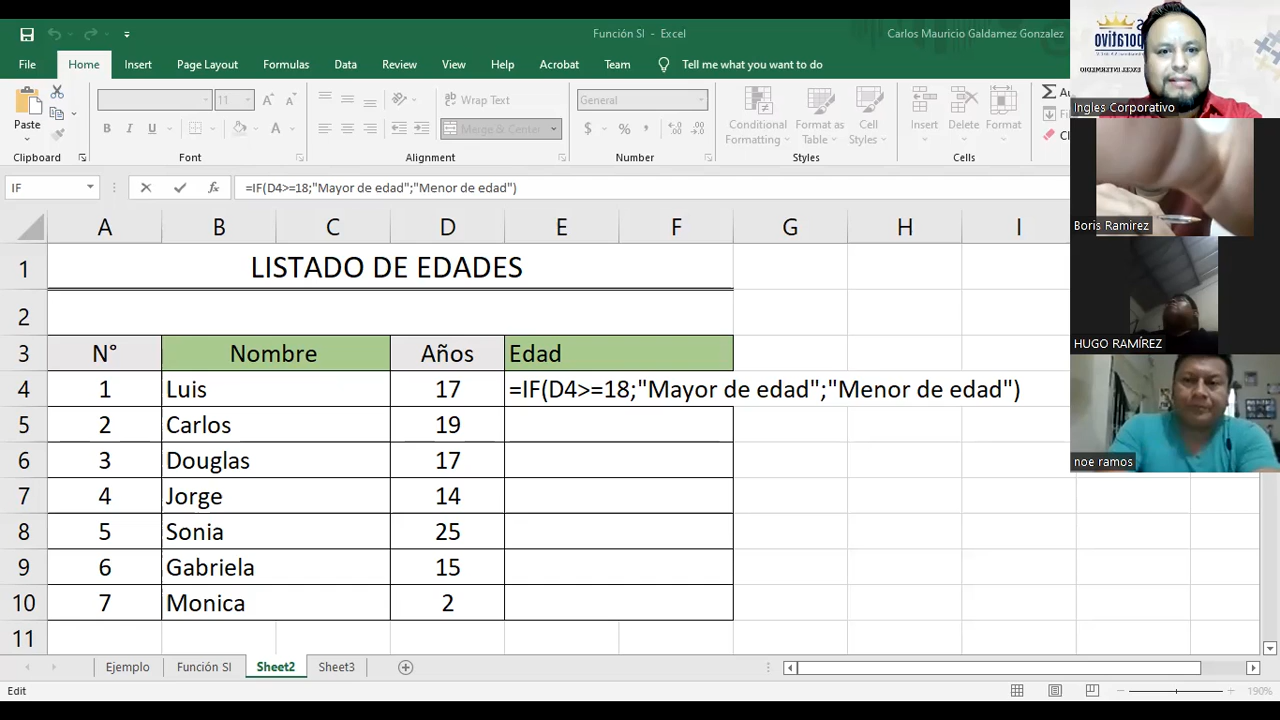 Función SI - Excel
Carlos Mauricio Galdamez Gonzalez
File Home Insert Page Layout Formulas Data Review View Help Acrobat Team Tell me what you want to do
Paste
11
Wrap Text
Merge & Center
General
Conditional Formatting
Format as Table
Cell Styles
Insert
Delete
Format
Clipboard Font Alignment Number Styles Cells
IF
=IF(D4>=18;"Mayor de edad";"Menor de edad")
A B C D E F G H I
1 LISTADO DE EDADES
2
3 N° Nombre Años Edad
4 1 Luis 17 =IF(D4>=18;"Mayor de edad";"Menor de edad")
5 2 Carlos 19
6 3 Douglas 17
7 4 Jorge 14
8 5 Sonia 25
9 6 Gabriela 15
10 7 Monica 2
11
Ejemplo Función SI Sheet2 Sheet3
Edit
190%
Ingles Corporativo
Boris Ramirez
HUGO RAMÍREZ
noe ramos